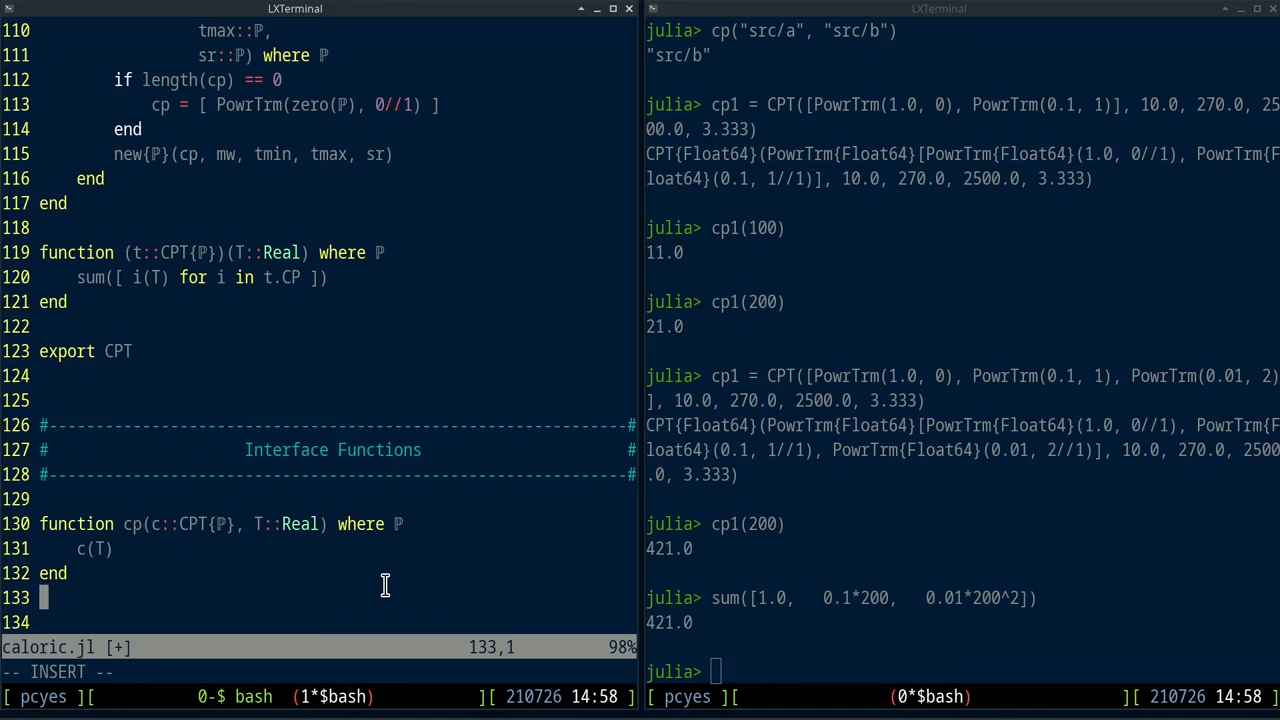 LXTerminal
110                  tmax::ℙ,
111                  sr::ℙ) where ℙ
112         if length(cp) == 0
113             cp = [ PowrTrm(zero(ℙ), 0//1) ]
114         end
115         new{ℙ}(cp, mw, tmin, tmax, sr)
116     end
117 end
118
119 function (t::CPT{ℙ})(T::Real) where ℙ
120     sum([ i(T) for i in t.CP ])
121 end
122
123 export CPT
124
125
126 #--------------------------------------------------------------#
127 #                     Interface Functions                      #
128 #--------------------------------------------------------------#
129
130 function cp(c::CPT{ℙ}, T::Real) where ℙ
131     c(T)
132 end
133
134
caloric.jl [+]                                    133,1          98%
-- INSERT --
[ pcyes ][           0-$ bash  (1*$bash)           ][ 210726 14:58 ]
LXTerminal
julia> cp("src/a", "src/b")
"src/b"
julia> cp1 = CPT([PowrTrm(1.0, 0), PowrTrm(0.1, 1)], 10.0, 270.0, 25
00.0, 3.333)
CPT{Float64}(PowrTrm{Float64}[PowrTrm{Float64}(1.0, 0//1), PowrTrm{F
loat64}(0.1, 1//1)], 10.0, 270.0, 2500.0, 3.333)
julia> cp1(100)
11.0
julia> cp1(200)
21.0
julia> cp1 = CPT([PowrTrm(1.0, 0), PowrTrm(0.1, 1), PowrTrm(0.01, 2)
], 10.0, 270.0, 2500.0, 3.333)
CPT{Float64}(PowrTrm{Float64}[PowrTrm{Float64}(1.0, 0//1), PowrTrm{F
loat64}(0.1, 1//1), PowrTrm{Float64}(0.01, 2//1)], 10.0, 270.0, 2500
.0, 3.333)
julia> cp1(200)
421.0
julia> sum([1.0,   0.1*200,   0.01*200^2])
421.0
julia>
[ pcyes ][                (0*$bash)                ][ 210726 14:58 ]